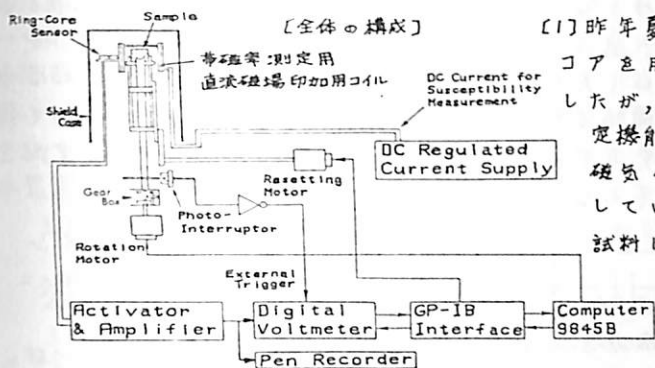 Ring-Core
Sensor
Sample
[全体の構成]
帯磁率測定用
直流磁場印加用コイル
Shield
Case
DC Current for
Susceptibility
Measurement
DC Regulated
Current Supply
Rasetting
Motor
Gear
Box
Photo-
Interruptor
Rotation
Motor
External
Trigger
Activator
& Amplifier
Digital
Voltmeter
GP-IB
Interface
Computer
9845B
Pen Recorder
[1]昨年
コアを用
したが,
定機能
磁気
して
試料